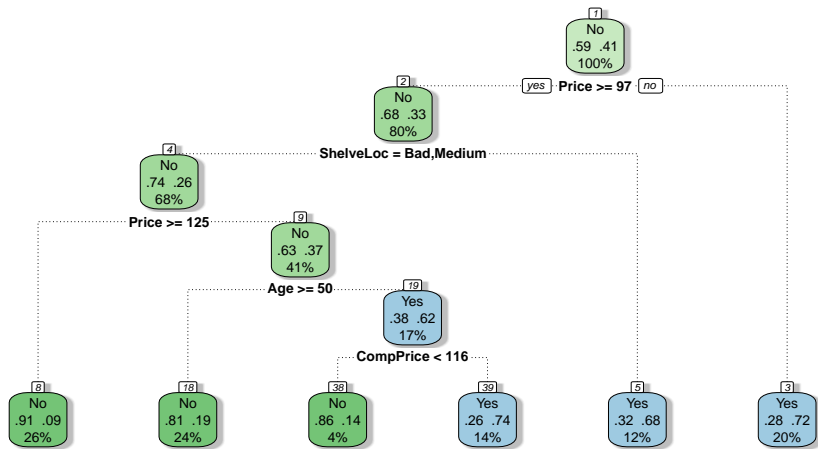 1
No
.59 .41
100%
yes Price >= 97 no
2
No
.68 .33
80%
ShelveLoc = Bad,Medium
4
No
.74 .26
68%
Price >= 125
9
No
.63 .37
41%
Age >= 50
19
Yes
.38 .62
17%
CompPrice < 116
8
No
.91 .09
26%
18
No
.81 .19
24%
38
No
.86 .14
4%
39
Yes
.26 .74
14%
5
Yes
.32 .68
12%
3
Yes
.28 .72
20%